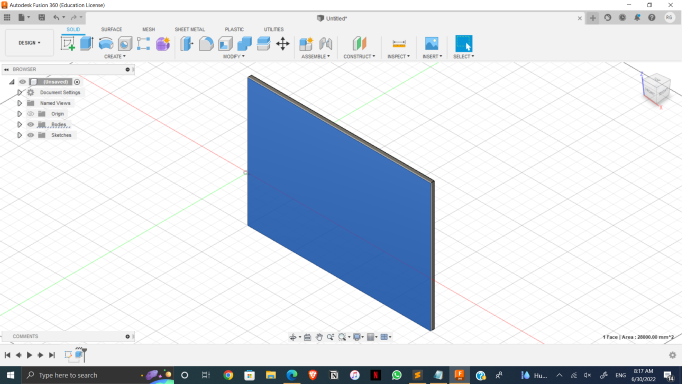 Autodesk Fusion 360 (Education License)
Untitled*
SOLID
SURFACE
MESH
SHEET METAL
PLASTIC
UTILITIES
DESIGN
CREATE
MODIFY
ASSEMBLE
CONSTRUCT
INSPECT
INSERT
SELECT
BROWSER
(Unsaved)
Document Settings
Named Views
Origin
Bodies
Sketches
COMMENTS
1 Face | Area : 28600.00 mm^2
Type here to search
Hu...
ENG
8:17 AM
6/30/2022